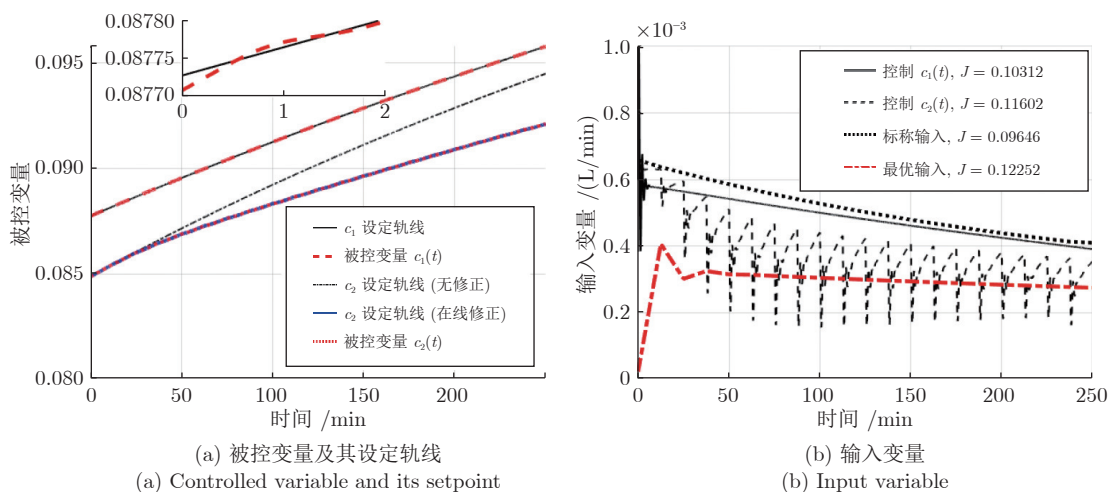 0.08780
0.08775
0.08770
0
1
2
0.095
0.090
0.085
0.080
被控变量
c₁ 设定轨线
被控变量 c₁(t)
c₂ 设定轨线 (无修正)
c₂ 设定轨线 (在线修正)
被控变量 c₂(t)
0
50
100
150
200
时间 /min
(a) 被控变量及其设定轨线
(a) Controlled variable and its setpoint
×10⁻³
1.0
0.8
0.6
0.4
0.2
0
输入变量 /(L/min)
控制 c₁(t), J = 0.10312
控制 c₂(t), J = 0.11602
标称输入, J = 0.09646
最优输入, J = 0.12252
0
50
100
150
200
250
时间 /min
(b) 输入变量
(b) Input variable